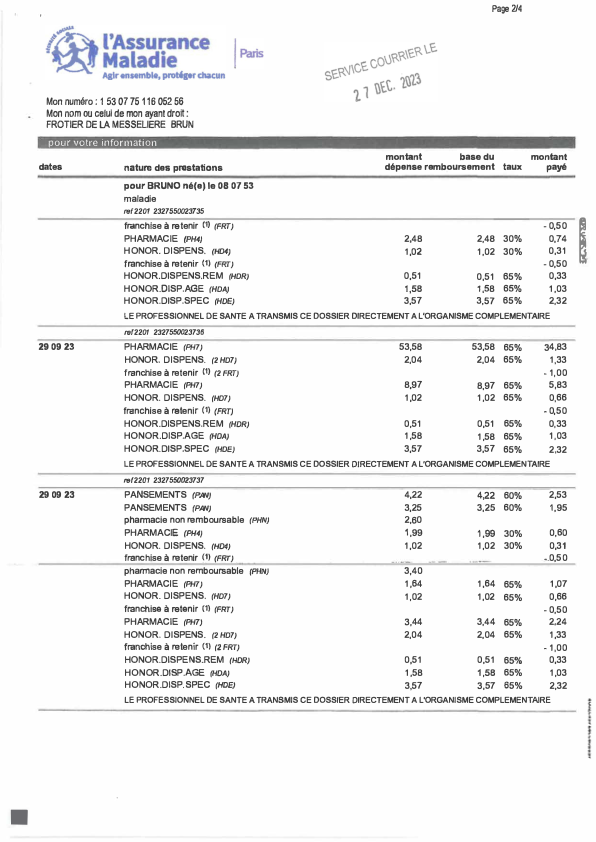 Page 2/4
SÉCURITÉ SOCIALE
l'Assurance
Maladie
Agir ensemble, protéger chacun
Paris
SERVICE COURRIER LE
27 DEC. 2023
Mon numéro : 1 53 07 75 116 052 56
Mon nom ou celui de mon ayant droit :
FROTIER DE LA MESSELIERE BRUN
pour votre information
dates nature des prestations montant dépense base du remboursement taux montant payé
pour BRUNO né(e) le 08 07 53
maladie
ref 2201 2327550023735
franchise à retenir (1) (FRT) - 0,50
PHARMACIE (PH4) 2,48 2,48 30% 0,74
HONOR. DISPENS. (HD4) 1,02 1,02 30% 0,31
franchise à retenir (1) (FRT) - 0,50
HONOR.DISPENS.REM (HDR) 0,51 0,51 65% 0,33
HONOR.DISP.AGE (HDA) 1,58 1,58 65% 1,03
HONOR.DISP.SPEC (HDE) 3,57 3,57 65% 2,32
LE PROFESSIONNEL DE SANTE A TRANSMIS CE DOSSIER DIRECTEMENT A L'ORGANISME COMPLEMENTAIRE
ref 2201 2327550023736
29 09 23 PHARMACIE (PH7) 53,58 53,58 65% 34,83
HONOR. DISPENS. (2 HD7) 2,04 2,04 65% 1,33
franchise à retenir (1) (2 FRT) - 1,00
PHARMACIE (PH7) 8,97 8,97 65% 5,83
HONOR. DISPENS. (HD7) 1,02 1,02 65% 0,66
franchise à retenir (1) (FRT) - 0,50
HONOR.DISPENS.REM (HDR) 0,51 0,51 65% 0,33
HONOR.DISP.AGE (HDA) 1,58 1,58 65% 1,03
HONOR.DISP.SPEC (HDE) 3,57 3,57 65% 2,32
LE PROFESSIONNEL DE SANTE A TRANSMIS CE DOSSIER DIRECTEMENT A L'ORGANISME COMPLEMENTAIRE
ref 2201 2327550023737
29 09 23 PANSEMENTS (PAN) 4,22 4,22 60% 2,53
PANSEMENTS (PAN) 3,25 3,25 60% 1,95
pharmacie non remboursable (PHN) 2,60
PHARMACIE (PH4) 1,99 1,99 30% 0,60
HONOR. DISPENS. (HD4) 1,02 1,02 30% 0,31
franchise à retenir (1) (FRT) - 0,50
pharmacie non remboursable (PHN) 3,40
PHARMACIE (PH7) 1,64 1,64 65% 1,07
HONOR. DISPENS. (HD7) 1,02 1,02 65% 0,66
franchise à retenir (1) (FRT) - 0,50
PHARMACIE (PH7) 3,44 3,44 65% 2,24
HONOR. DISPENS. (2 HD7) 2,04 2,04 65% 1,33
franchise à retenir (1) (2 FRT) - 1,00
HONOR.DISPENS.REM (HDR) 0,51 0,51 65% 0,33
HONOR.DISP.AGE (HDA) 1,58 1,58 65% 1,03
HONOR.DISP.SPEC (HDE) 3,57 3,57 65% 2,32
LE PROFESSIONNEL DE SANTE A TRANSMIS CE DOSSIER DIRECTEMENT A L'ORGANISME COMPLEMENTAIRE